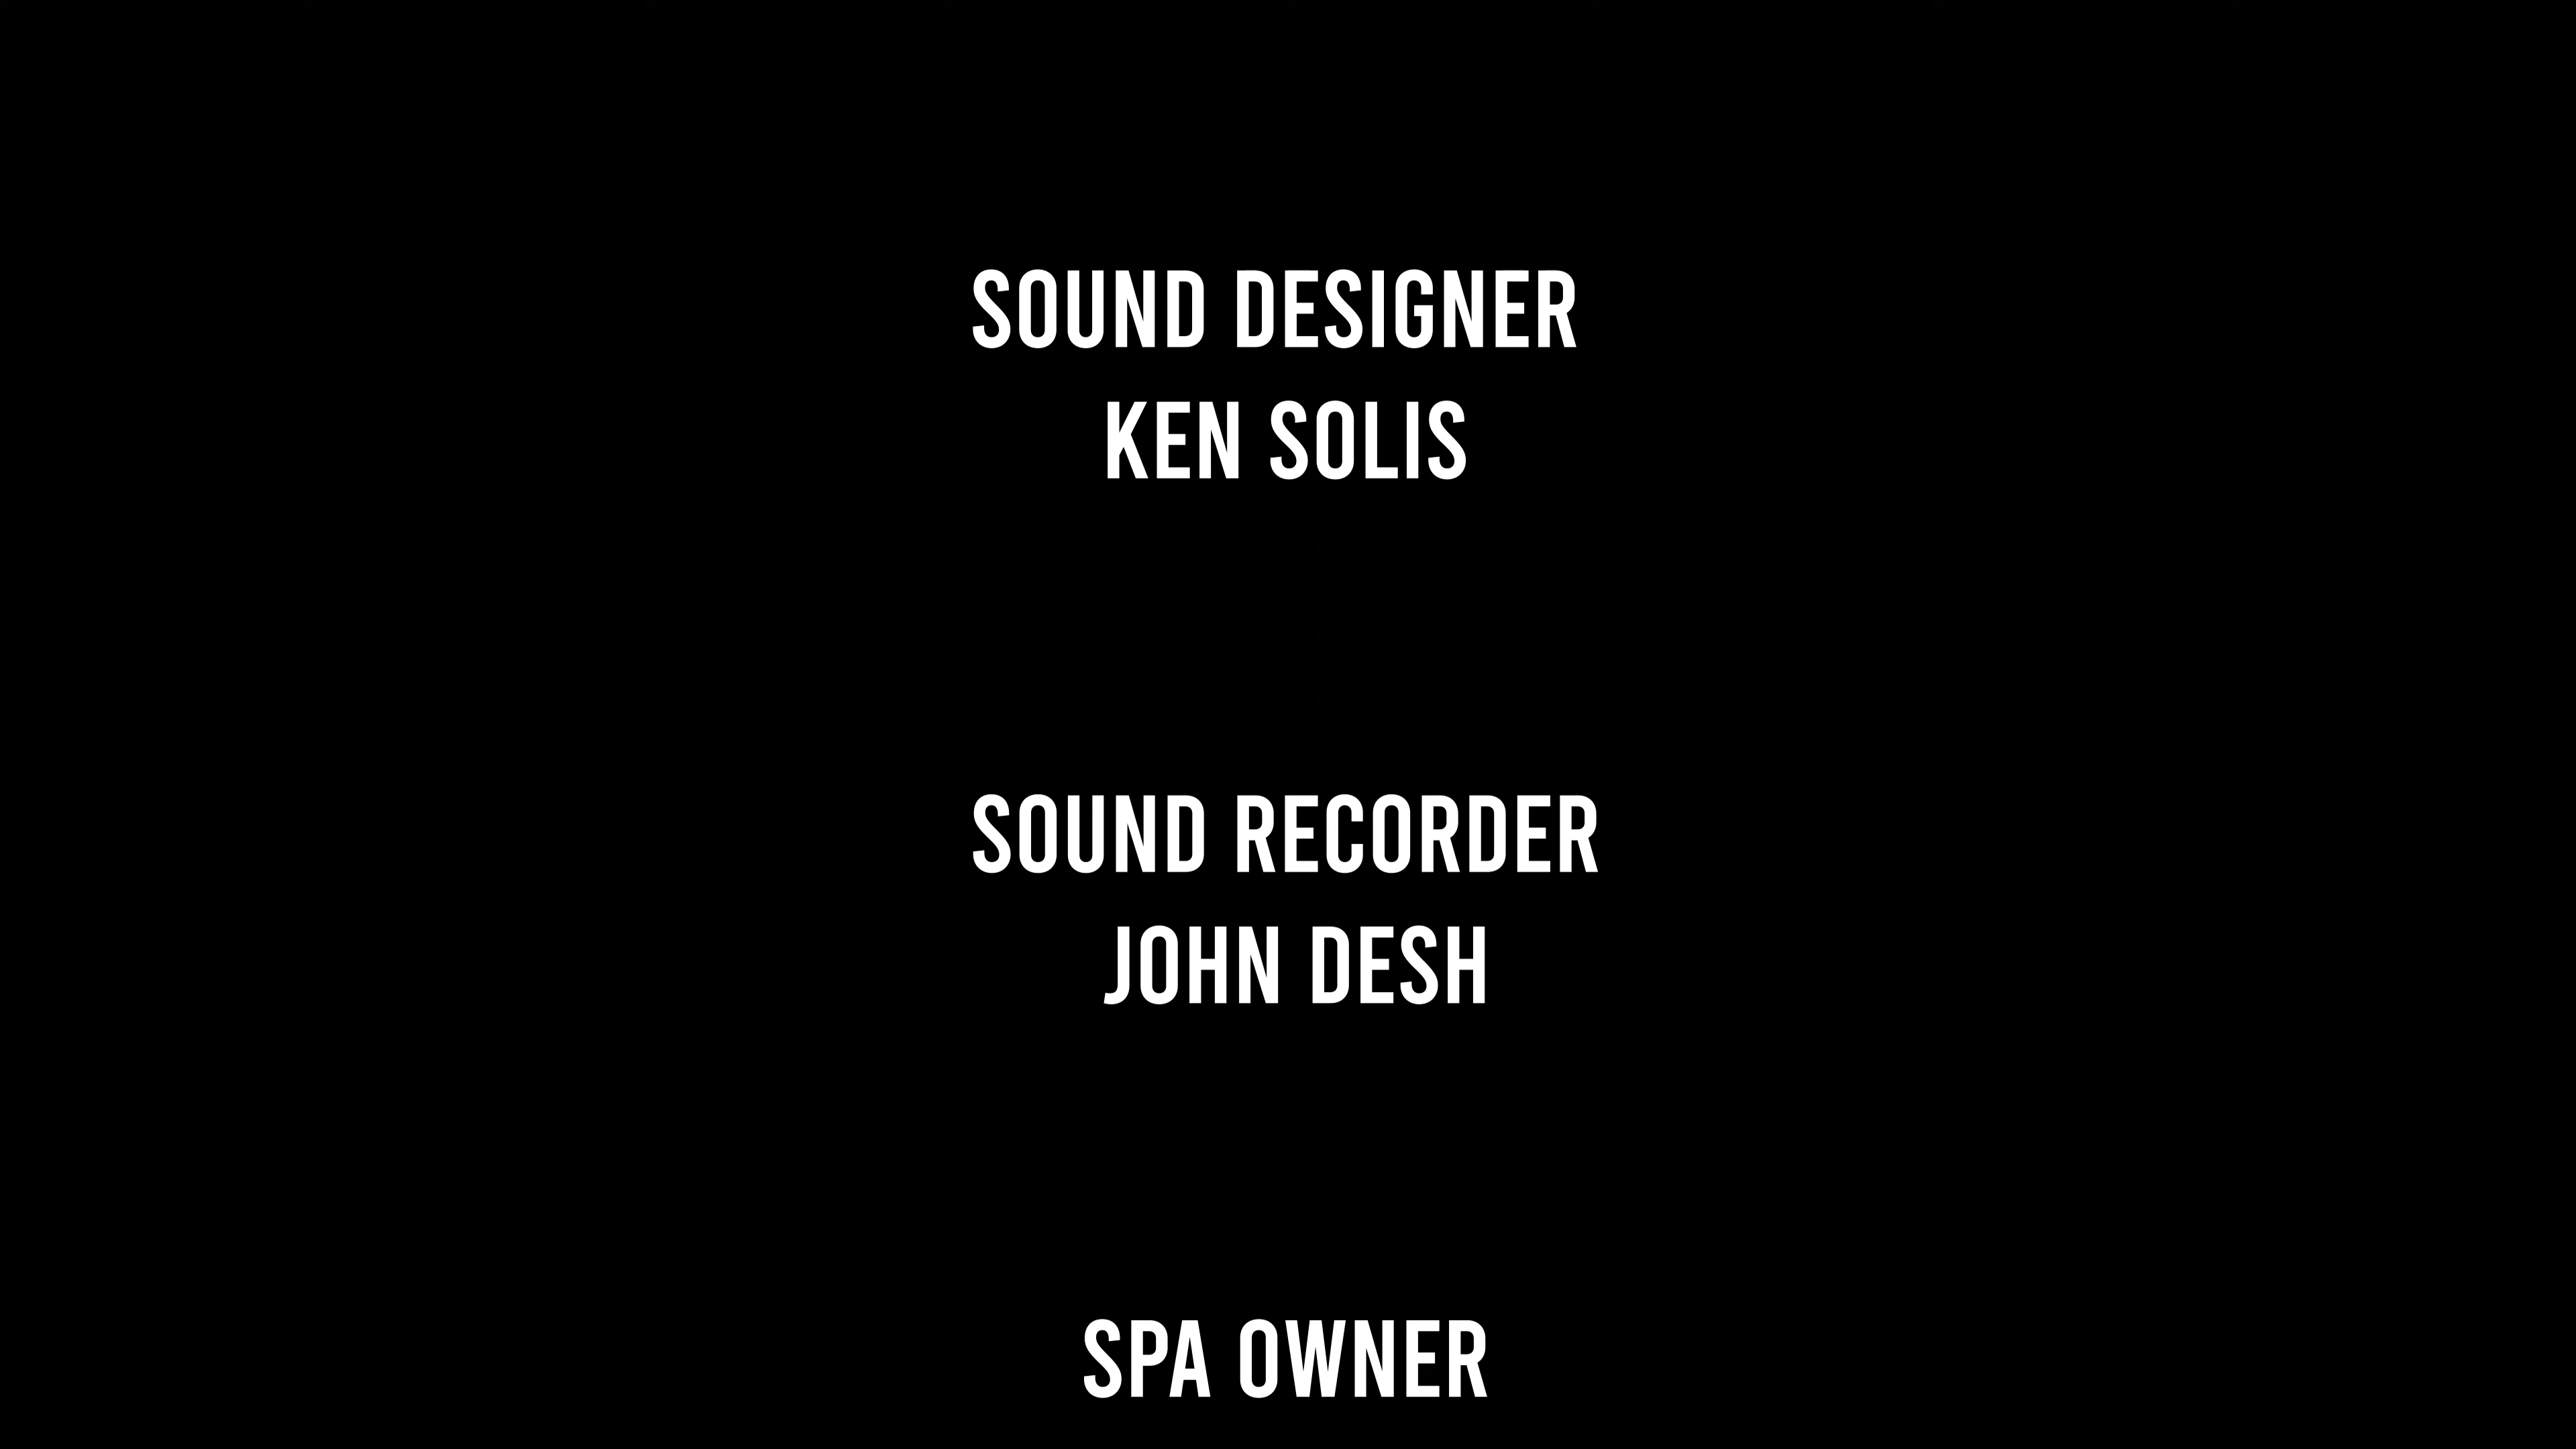 SOUND DESIGNER
KEN SOLIS
SOUND RECORDER
JOHN DESH
SPA OWNER